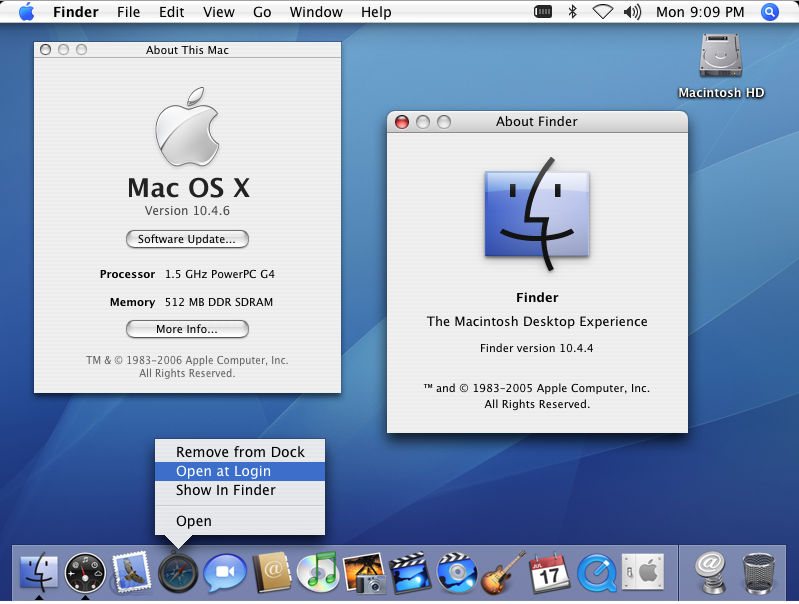 Finder File Edit View Go Window Help Mon 9:09 PM
About This Mac
Mac OS X
Version 10.4.6
Software Update...
Processor 1.5 GHz PowerPC G4
Memory 512 MB DDR SDRAM
More Info...
TM & © 1983-2006 Apple Computer, Inc.
All Rights Reserved.
Macintosh HD
About Finder
Finder
The Macintosh Desktop Experience
Finder version 10.4.4
™ and © 1983-2005 Apple Computer, Inc.
All Rights Reserved.
Remove from Dock
Open at Login
Show In Finder
Open
@
JUL
17
@